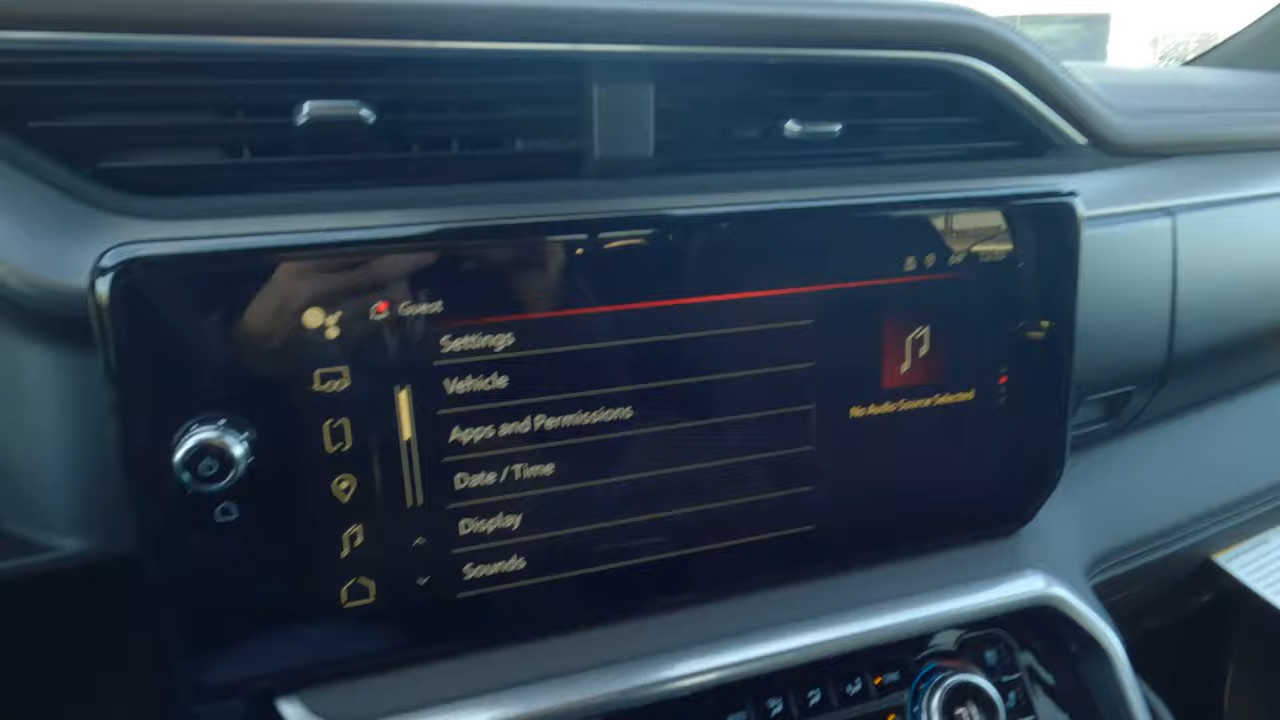 Guest
Settings
Vehicle
Apps and Permissions
Date / Time
Display
Sounds
No Audio Source Selected